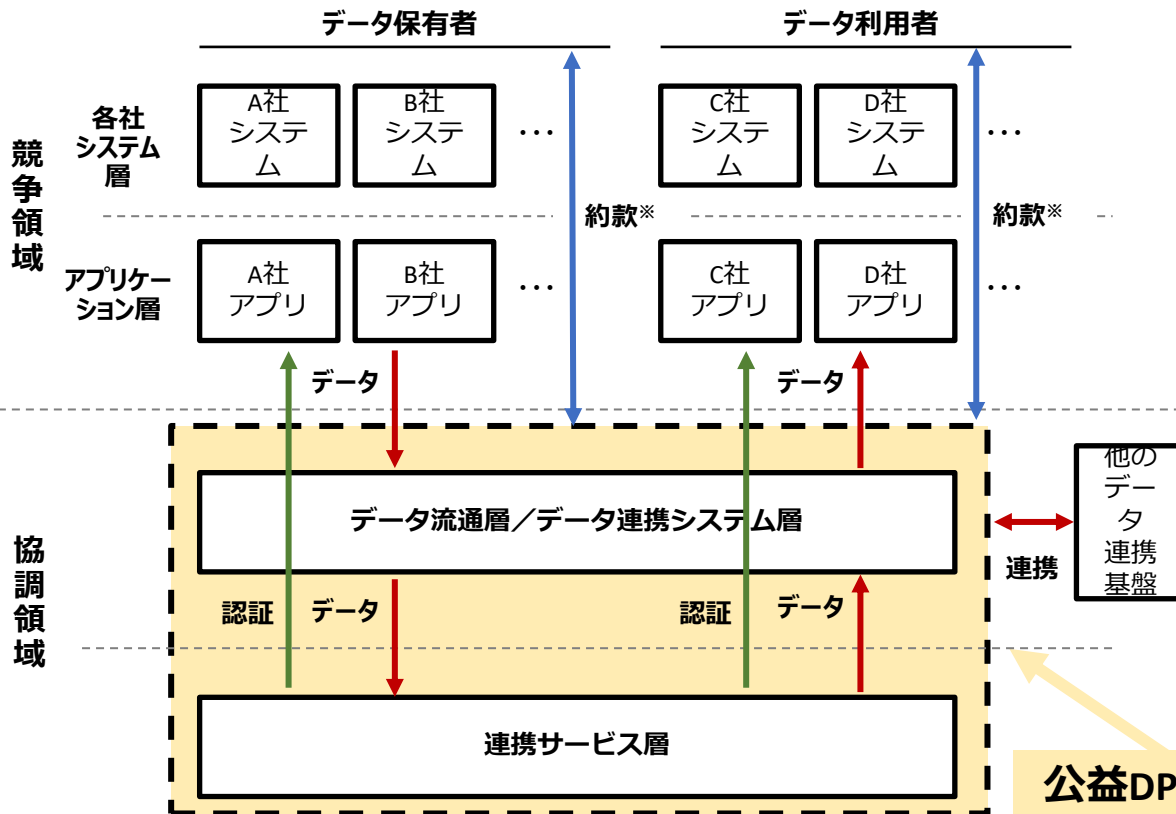 データ保有者
データ利用者
競争領域
各社
システム
層
A社
システ
ム
B社
システ
ム
…
C社
システ
ム
D社
システ
ム
…
約款※
約款※
アプリケー
ション層
A社
アプリ
B社
アプリ
…
C社
アプリ
D社
アプリ
…
データ
データ
協調領域
データ流通層／データ連携システム層
他の
デー
タ
連携
基盤
連携
認証
データ
認証
データ
連携サービス層
公益DP